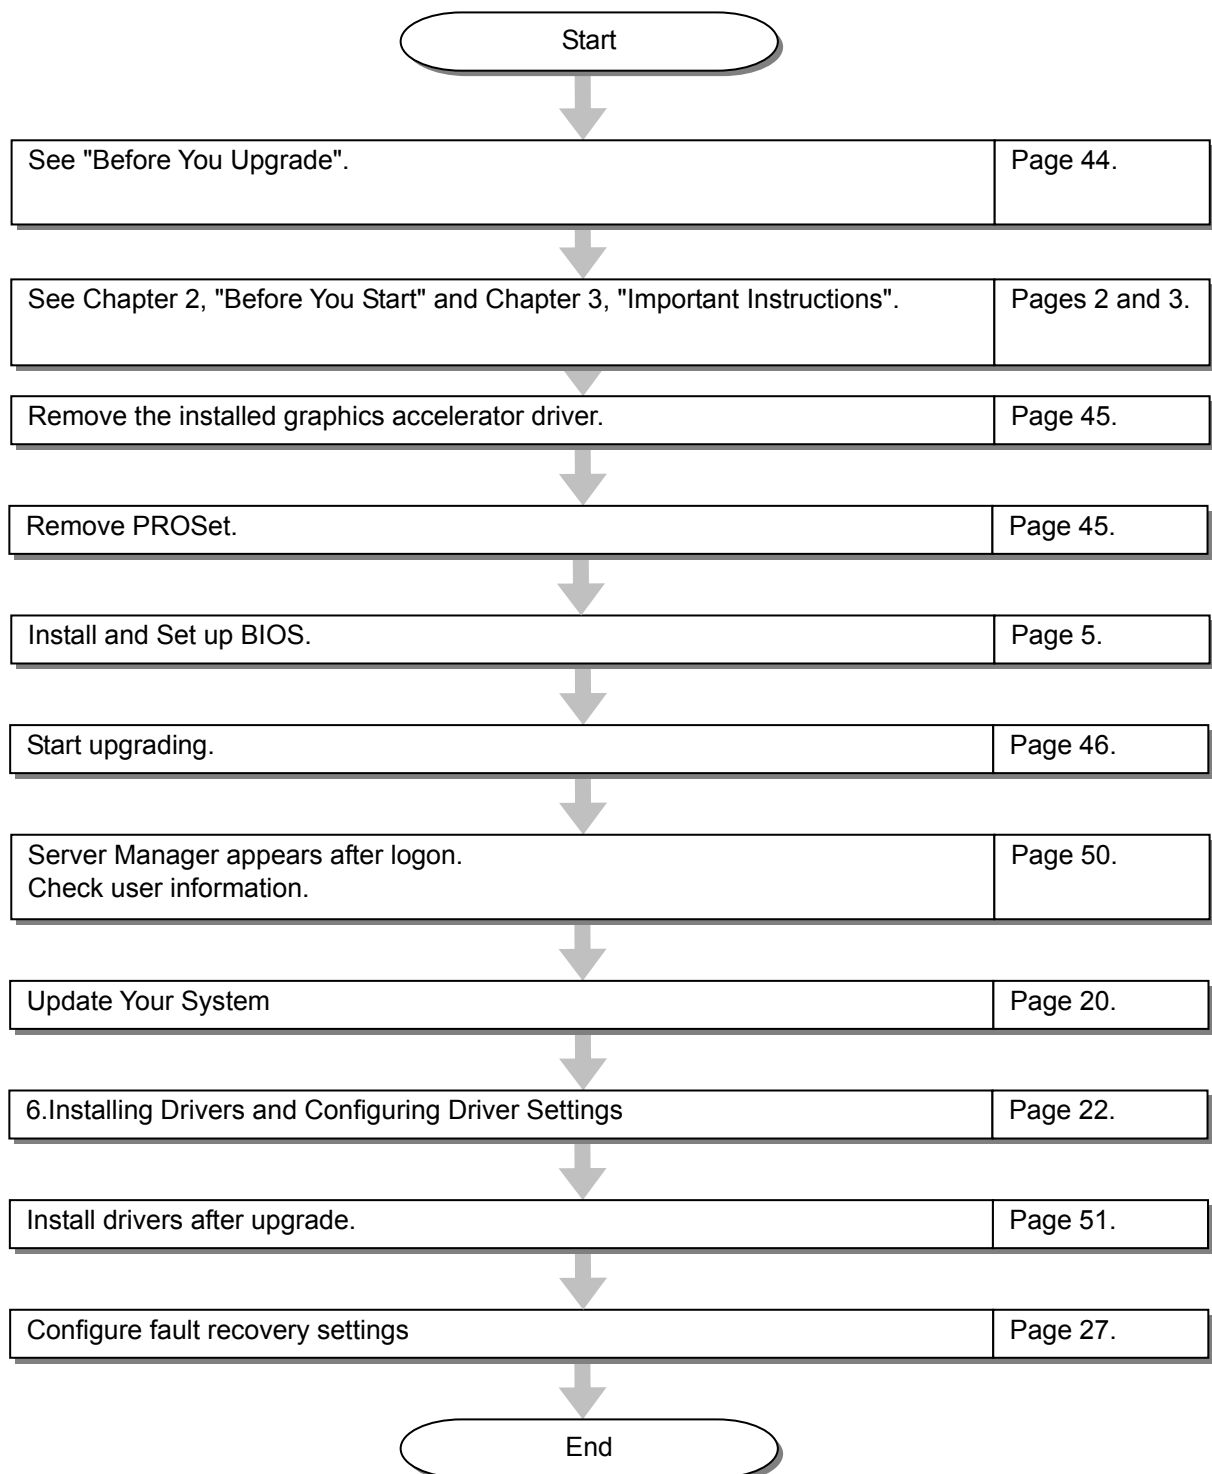 Start
See "Before You Upgrade". Page 44.
See Chapter 2, "Before You Start" and Chapter 3, "Important Instructions". Pages 2 and 3.
Remove the installed graphics accelerator driver. Page 45.
Remove PROSet. Page 45.
Install and Set up BIOS. Page 5.
Start upgrading. Page 46.
Server Manager appears after logon. Page 50.
Check user information.
Update Your System Page 20.
6.Installing Drivers and Configuring Driver Settings Page 22.
Install drivers after upgrade. Page 51.
Configure fault recovery settings Page 27.
End